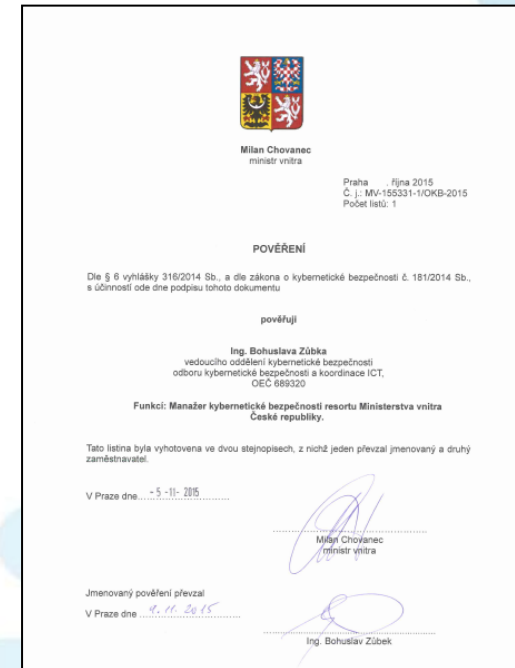 Milan Chovanec
ministr vnitra
Praha . října 2015
Č. j.: MV-155331-1/OKB-2015
Počet listů: 1
POVĚŘENÍ
Dle § 6 vyhlášky 316/2014 Sb., a dle zákona o kybernetické bezpečnosti č. 181/2014 Sb.,
s účinností ode dne podpisu tohoto dokumentu
pověřuji
Ing. Bohuslava Zůbka
vedoucího oddělení kybernetické bezpečnosti
odboru kybernetické bezpečnosti a koordinace ICT,
OEČ 689320
Funkcí: Manažer kybernetické bezpečnosti resortu Ministerstva vnitra
České republiky.
Tato listina byla vyhotovena ve dvou stejnopisech, z nichž jeden převzal jmenovaný a druhý
zaměstnavatel.
V Praze dne - 5 -11- 2015
Milan Chovanec
ministr vnitra
Jmenovaný pověření převzal
V Praze dne 9. 11. 2015
Ing. Bohuslav Zůbek